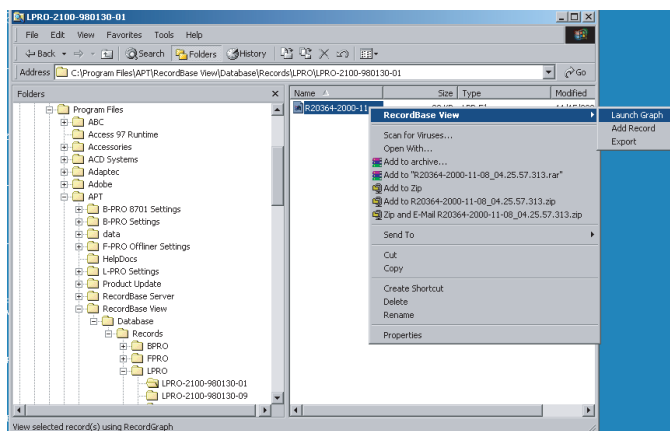 LPRO-2100-980130-01
File Edit View Favorites Tools Help
Back Search Folders History
Address C:\Program Files\APT\RecordBase View\Database\Records\LPRO\LPRO-2100-980130-01 Go
Folders Name Size Type Modified
Program Files
ABC
Access 97 Runtime
Accessories
ACD Systems
Adaptec
Adobe
APT
B-PRO 8701 Settings
B-PRO Settings
data
F-PRO Offliner Settings
HelpDocs
L-PRO Settings
Product Update
RecordBase Server
RecordBase View
Database
Records
BPRO
FPRO
LPRO
LPRO-2100-980130-01
LPRO-2100-980130-09
R20364-2000-11
RecordBase View
Scan for Viruses...
Open With...
Add to archive...
Add to "R20364-2000-11-08_04.25.57.313.rar"
Add to Zip
Add to R20364-2000-11-08_04.25.57.313.zip
Zip and E-Mail R20364-2000-11-08_04.25.57.313.zip
Send To
Cut
Copy
Create Shortcut
Delete
Rename
Properties
Launch Graph
Add Record
Export
View selected record(s) using RecordGraph